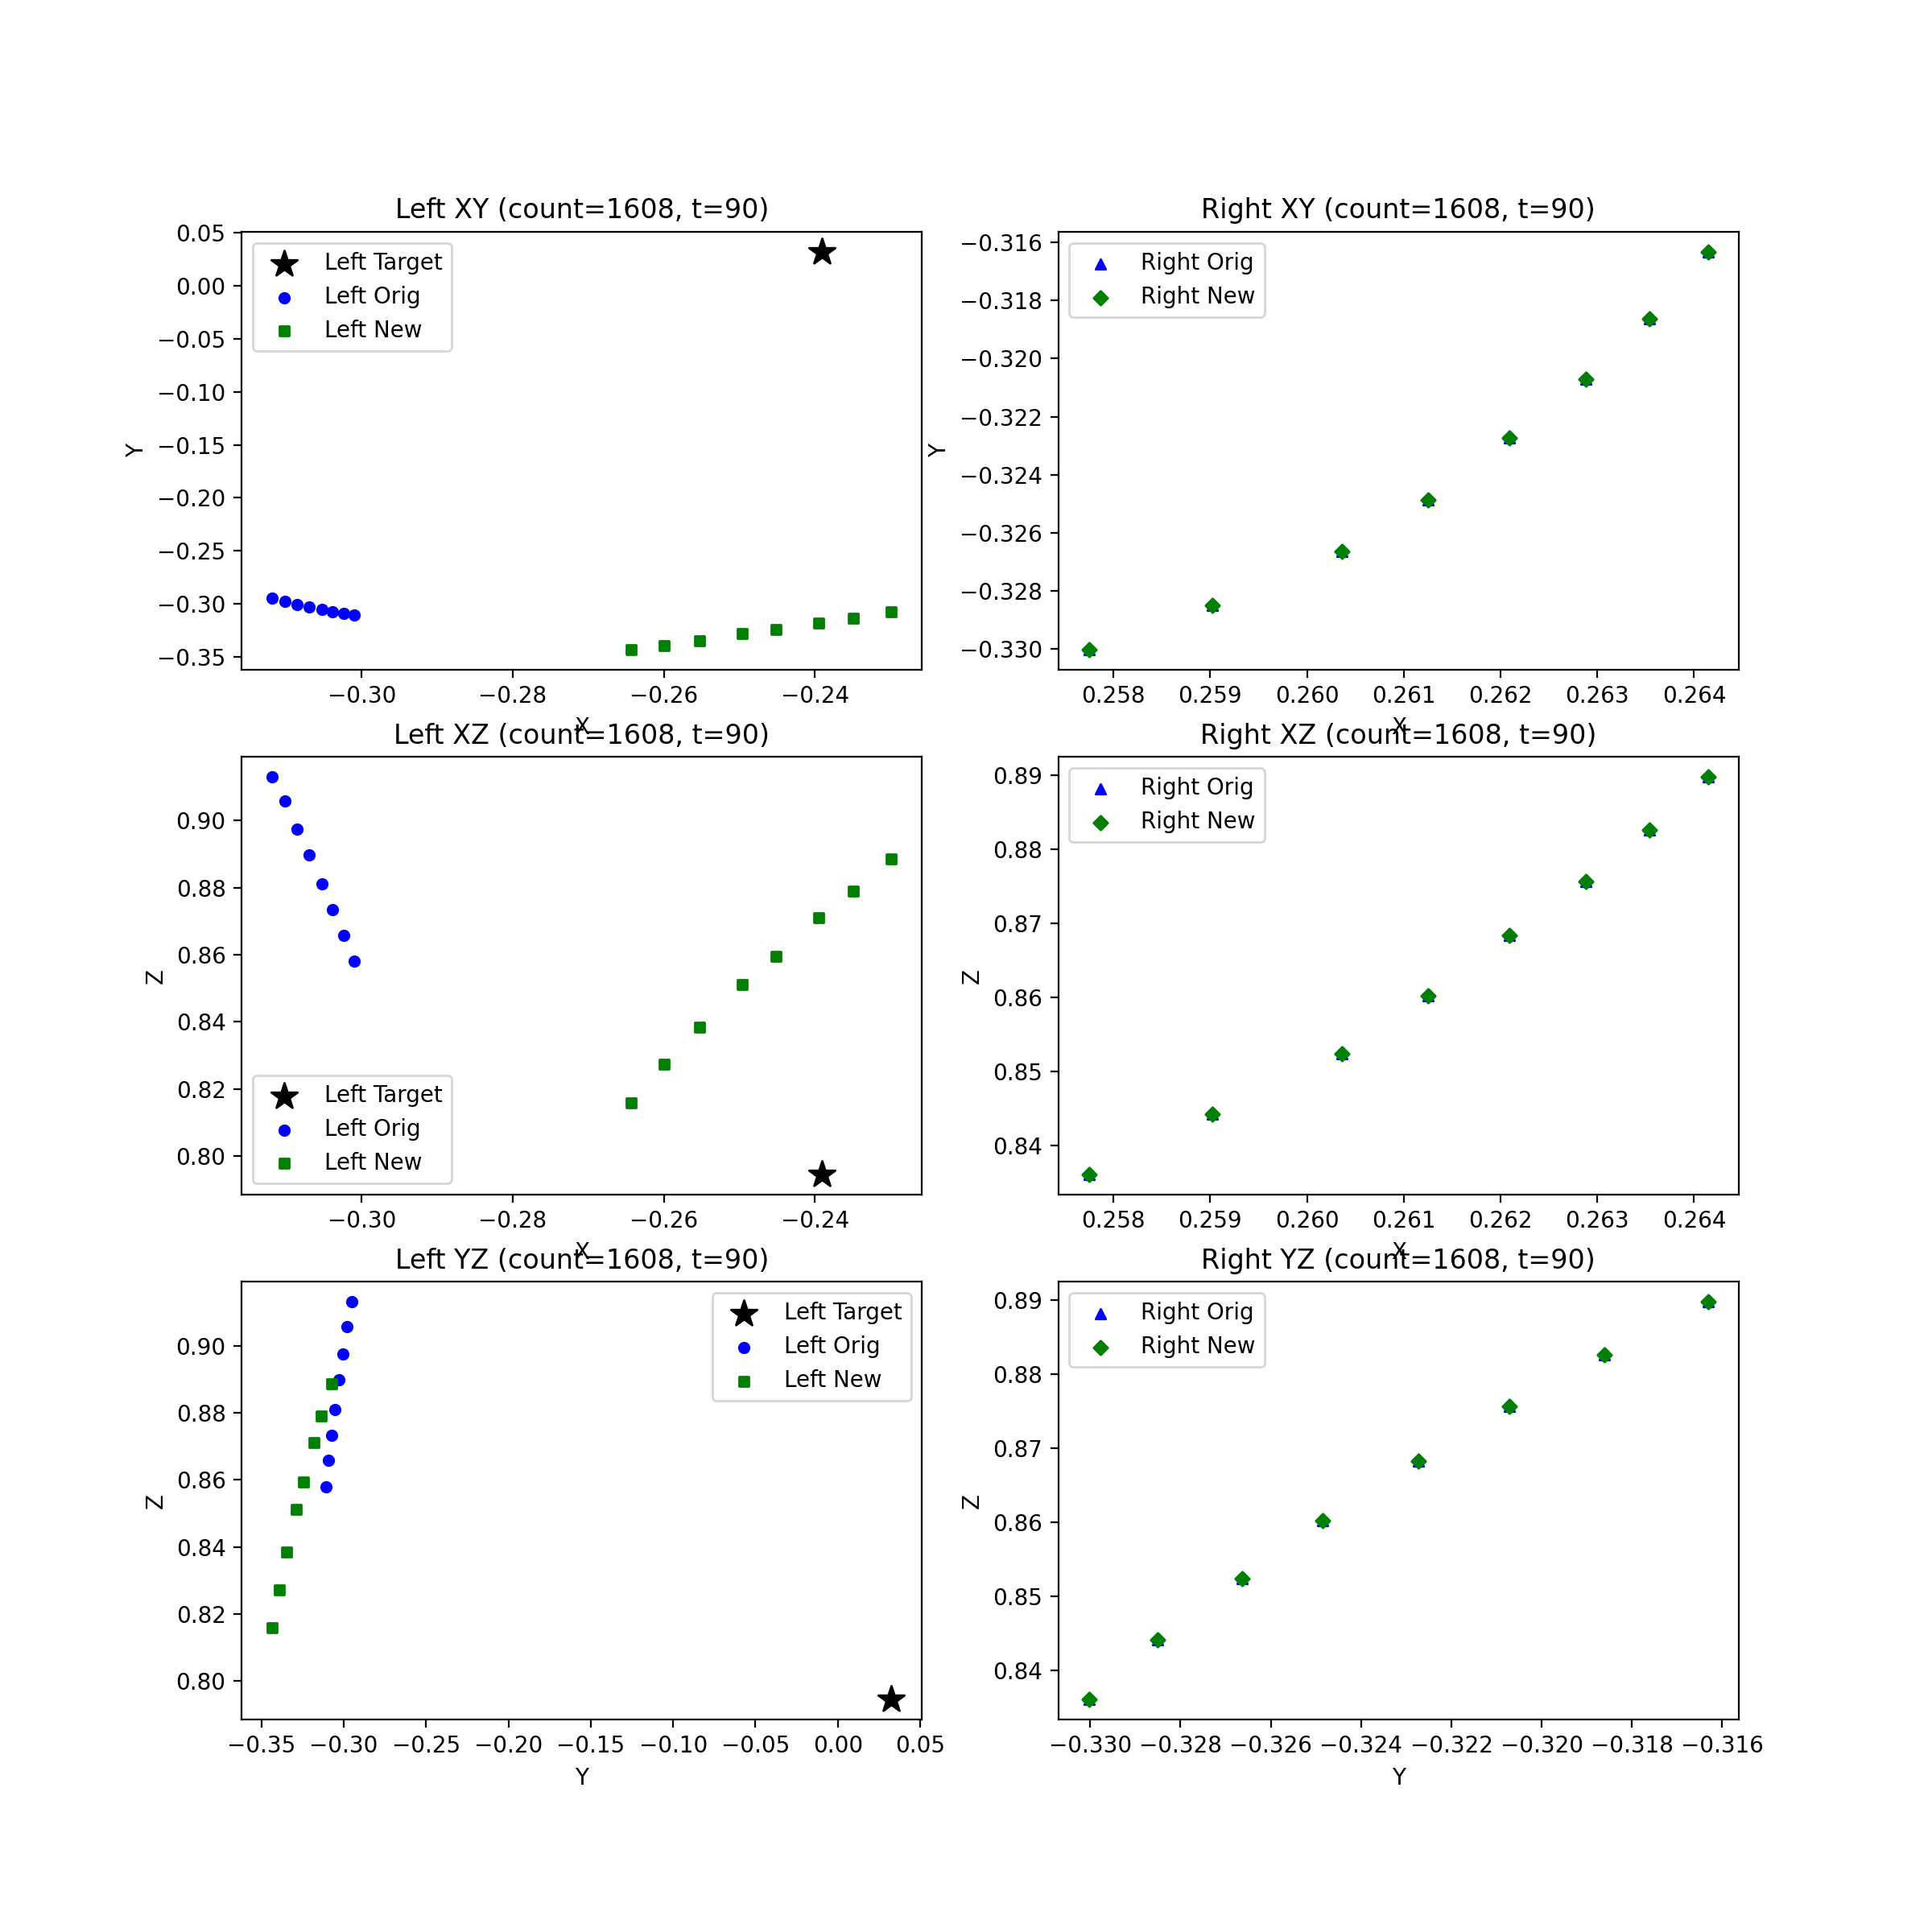 Left XY (count=1608, t=90)
Left Target
Left Orig
Left New
0.05
0.00
−0.05
−0.10
−0.15
−0.20
−0.25
−0.30
−0.35
Y
−0.30
−0.28
−0.26
−0.24
X
Right XY (count=1608, t=90)
Right Orig
Right New
−0.316
−0.318
−0.320
−0.322
−0.324
−0.326
−0.328
−0.330
Y
0.258
0.259
0.260
0.261
0.262
0.263
0.264
X
Left XZ (count=1608, t=90)
0.90
0.88
0.86
0.84
0.82
0.80
Z
Left Target
Left Orig
Left New
−0.30
−0.28
−0.26
−0.24
X
Right XZ (count=1608, t=90)
Right Orig
Right New
0.89
0.88
0.87
0.86
0.85
0.84
Z
0.258
0.259
0.260
0.261
0.262
0.263
0.264
X
Left YZ (count=1608, t=90)
Left Target
Left Orig
Left New
0.90
0.88
0.86
0.84
0.82
0.80
Z
−0.35
−0.30
−0.25
−0.20
−0.15
−0.10
−0.05
0.00
0.05
Y
Right YZ (count=1608, t=90)
Right Orig
Right New
0.89
0.88
0.87
0.86
0.85
0.84
Z
−0.330
−0.328
−0.326
−0.324
−0.322
−0.320
−0.318
−0.316
Y